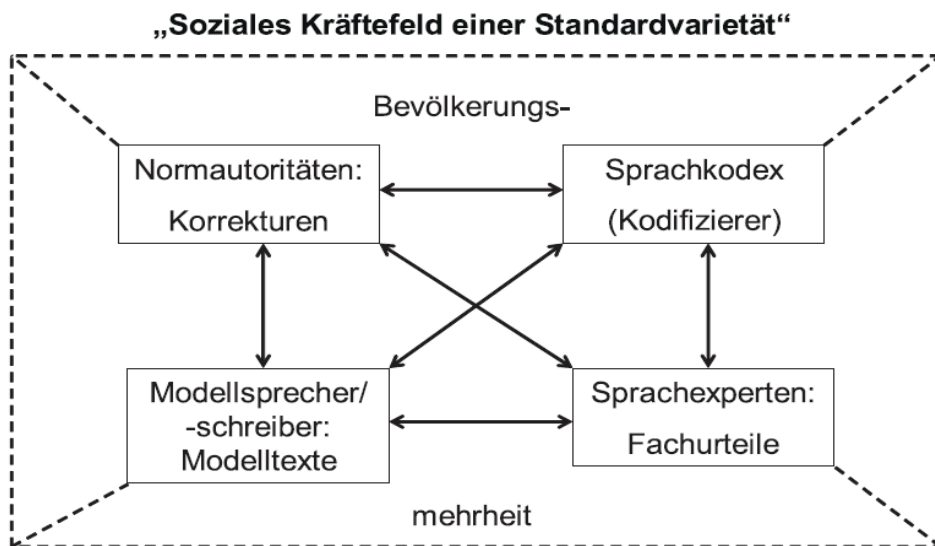 „Soziales Kräftefeld einer Standardvarietät“
Bevölkerungs-
Normautoritäten:
Korrekturen
Sprachkodex
(Kodifizierer)
Modellsprecher/
-schreiber:
Modelltexte
Sprachexperten:
Fachurteile
mehrheit